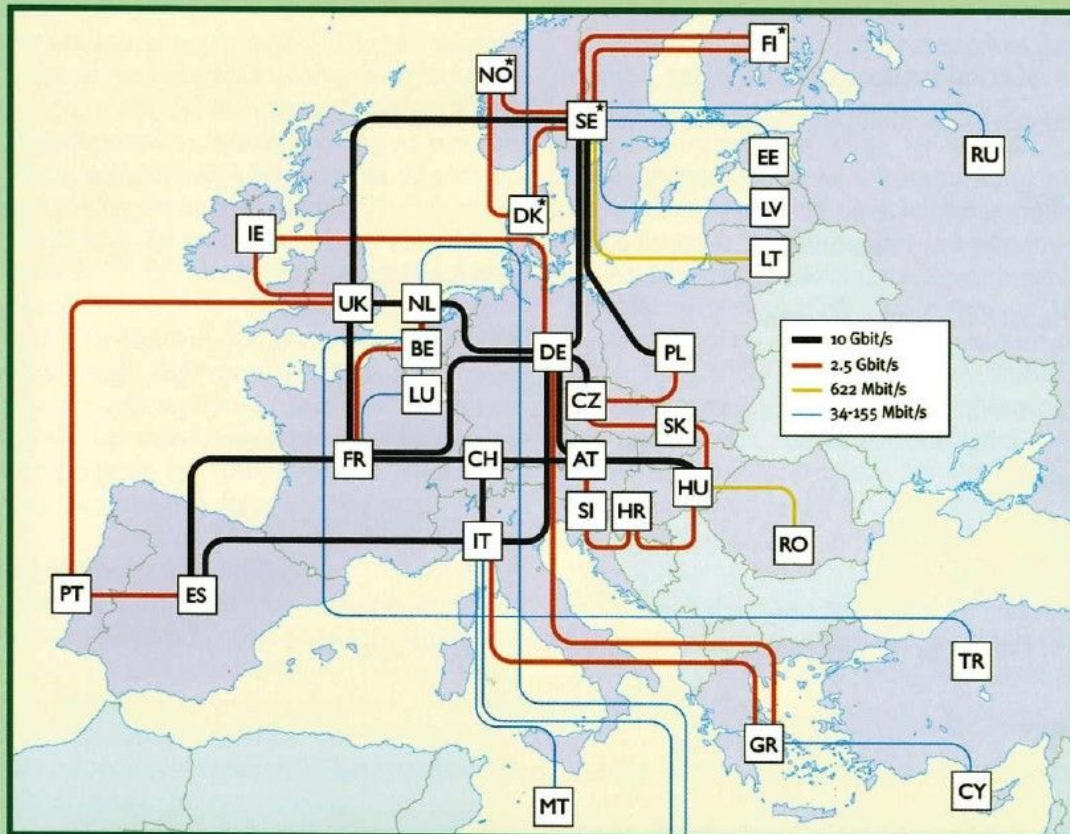 FI*
NO*
SE*
EE
RU
DK*
LV
IE
LT
UK
NL
BE
DE
PL
LU
CZ
SK
FR
CH
AT
HU
SI
HR
IT
RO
PT
ES
TR
GR
CY
MT
10 Gbit/s
2.5 Gbit/s
622 Mbit/s
34-155 Mbit/s